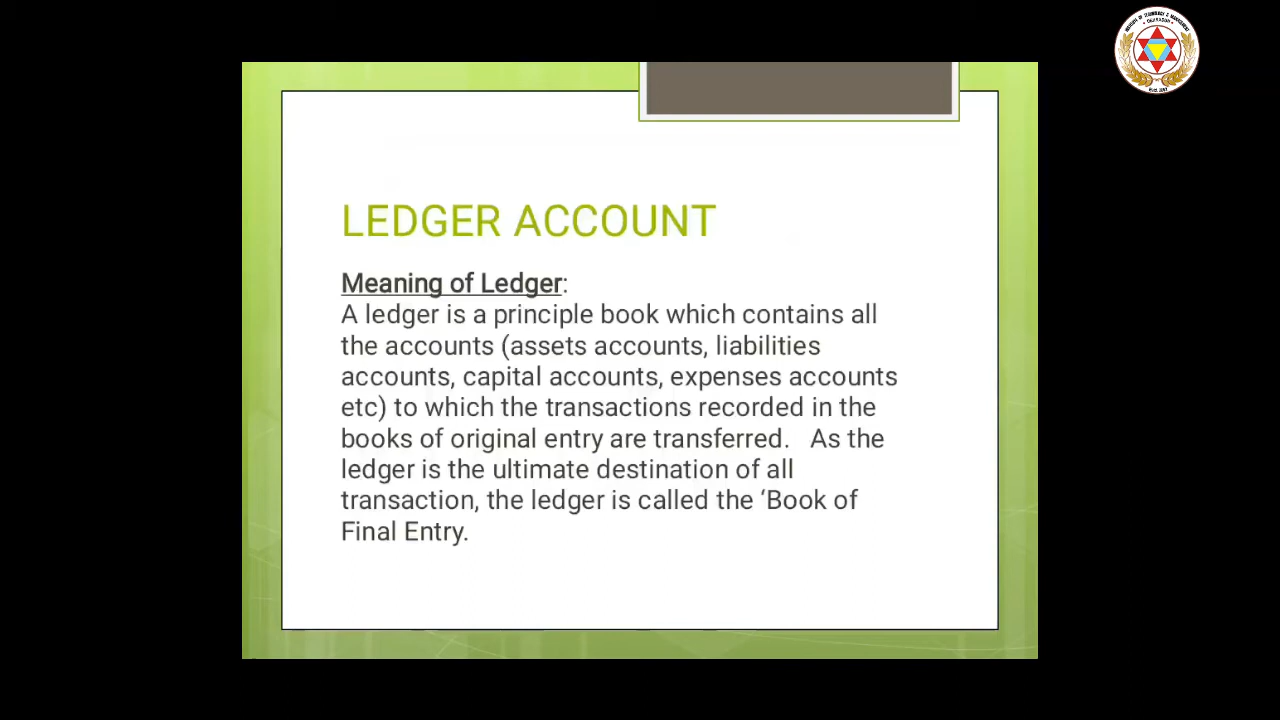 LEDGER ACCOUNT
Meaning of Ledger:
A ledger is a principle book which contains all
the accounts (assets accounts, liabilities
accounts, capital accounts, expenses accounts
etc) to which the transactions recorded in the
books of original entry are transferred.   As the
ledger is the ultimate destination of all
transaction, the ledger is called the ‘Book of
Final Entry.